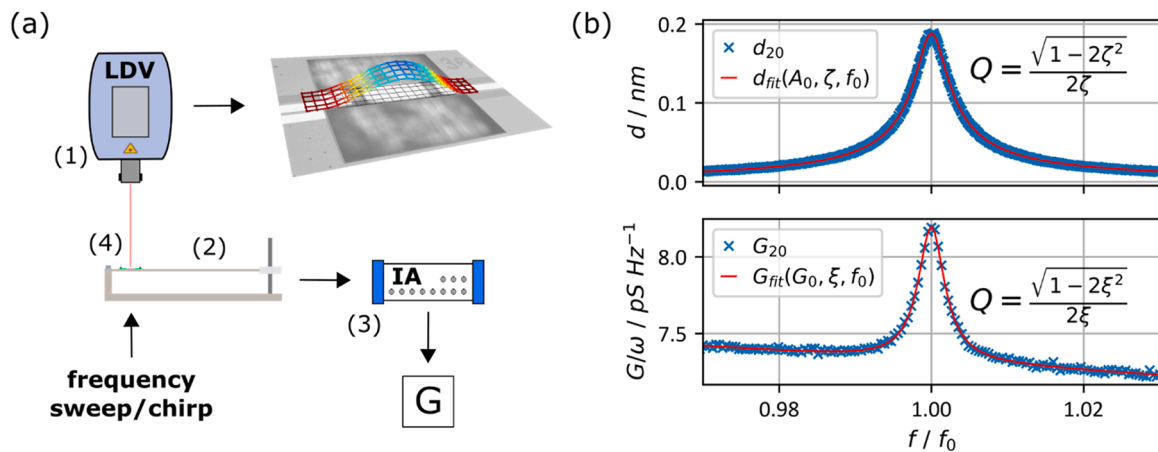 (a)
LDV
(1)
(4)
(2)
IA
(3)
frequency
sweep/chirp
G
(b)
0.2
0.1
0.0
d / nm
d₂₀
d_fit(A₀, ζ, f₀)
Q = √(1−2ζ²) / 2ζ
8.0
7.5
G/ω / pS Hz⁻¹
G₂₀
G_fit(G₀, ξ, f₀)
Q = √(1−2ξ²) / 2ξ
0.98 1.00 1.02
f / f₀